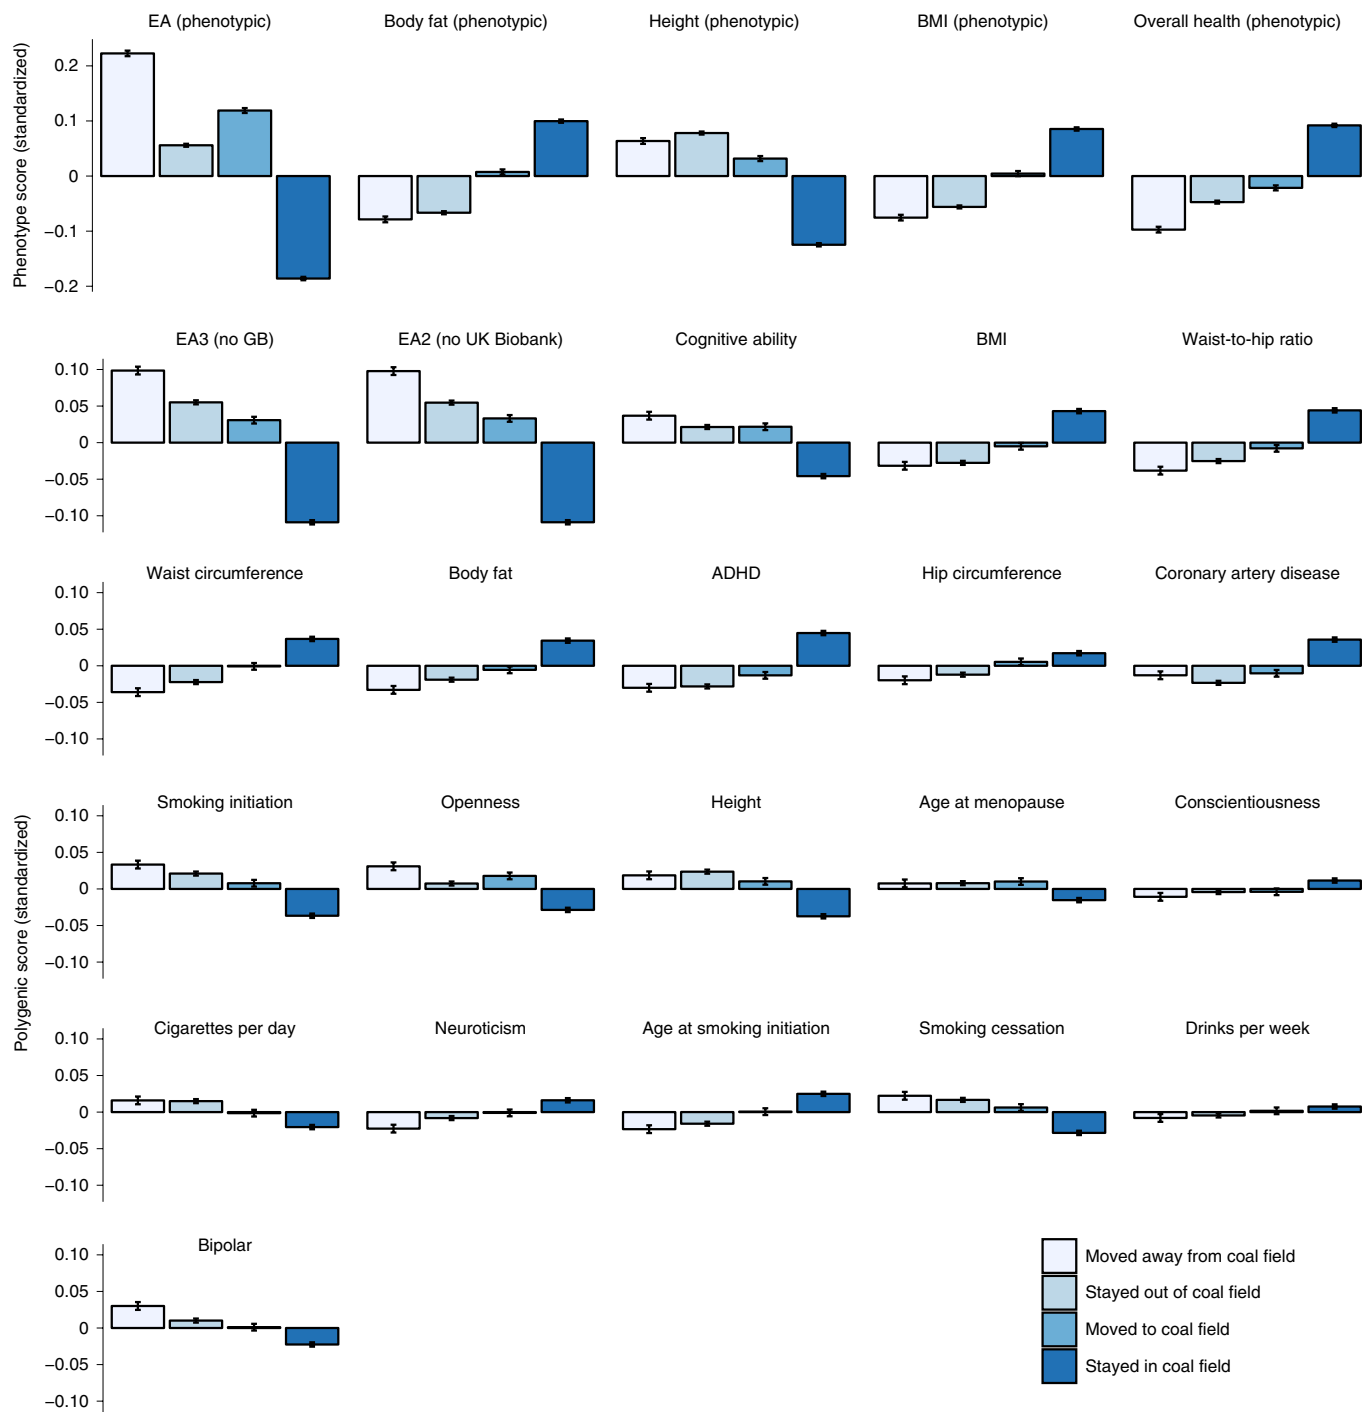 EA (phenotypic) Body fat (phenotypic) Height (phenotypic) BMI (phenotypic) Overall health (phenotypic)
Phenotype score (standardized)
0.2
0.1
0
−0.1
−0.2
EA3 (no GB) EA2 (no UK Biobank) Cognitive ability BMI Waist-to-hip ratio
0.10
0.05
0
−0.05
−0.10
Waist circumference Body fat ADHD Hip circumference Coronary artery disease
0.10
0.05
0
−0.05
−0.10
Polygenic score (standardized)
Smoking initiation Openness Height Age at menopause Conscientiousness
0.10
0.05
0
−0.05
−0.10
Cigarettes per day Neuroticism Age at smoking initiation Smoking cessation Drinks per week
0.10
0.05
0
−0.05
−0.10
Bipolar
0.10
0.05
0
−0.05
−0.10
Moved away from coal field
Stayed out of coal field
Moved to coal field
Stayed in coal field